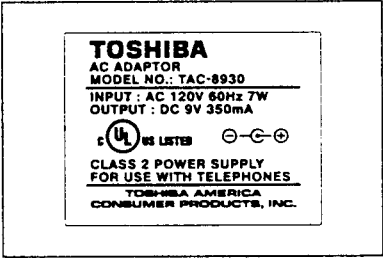 TOSHIBA
AC ADAPTOR
MODEL NO.: TAC-8930
INPUT : AC 120V 60Hz 7W
OUTPUT : DC 9V 350mA
C UL US LISTED
CLASS 2 POWER SUPPLY
FOR USE WITH TELEPHONES
TOSHIBA AMERICA
CONSUMER PRODUCTS, INC.